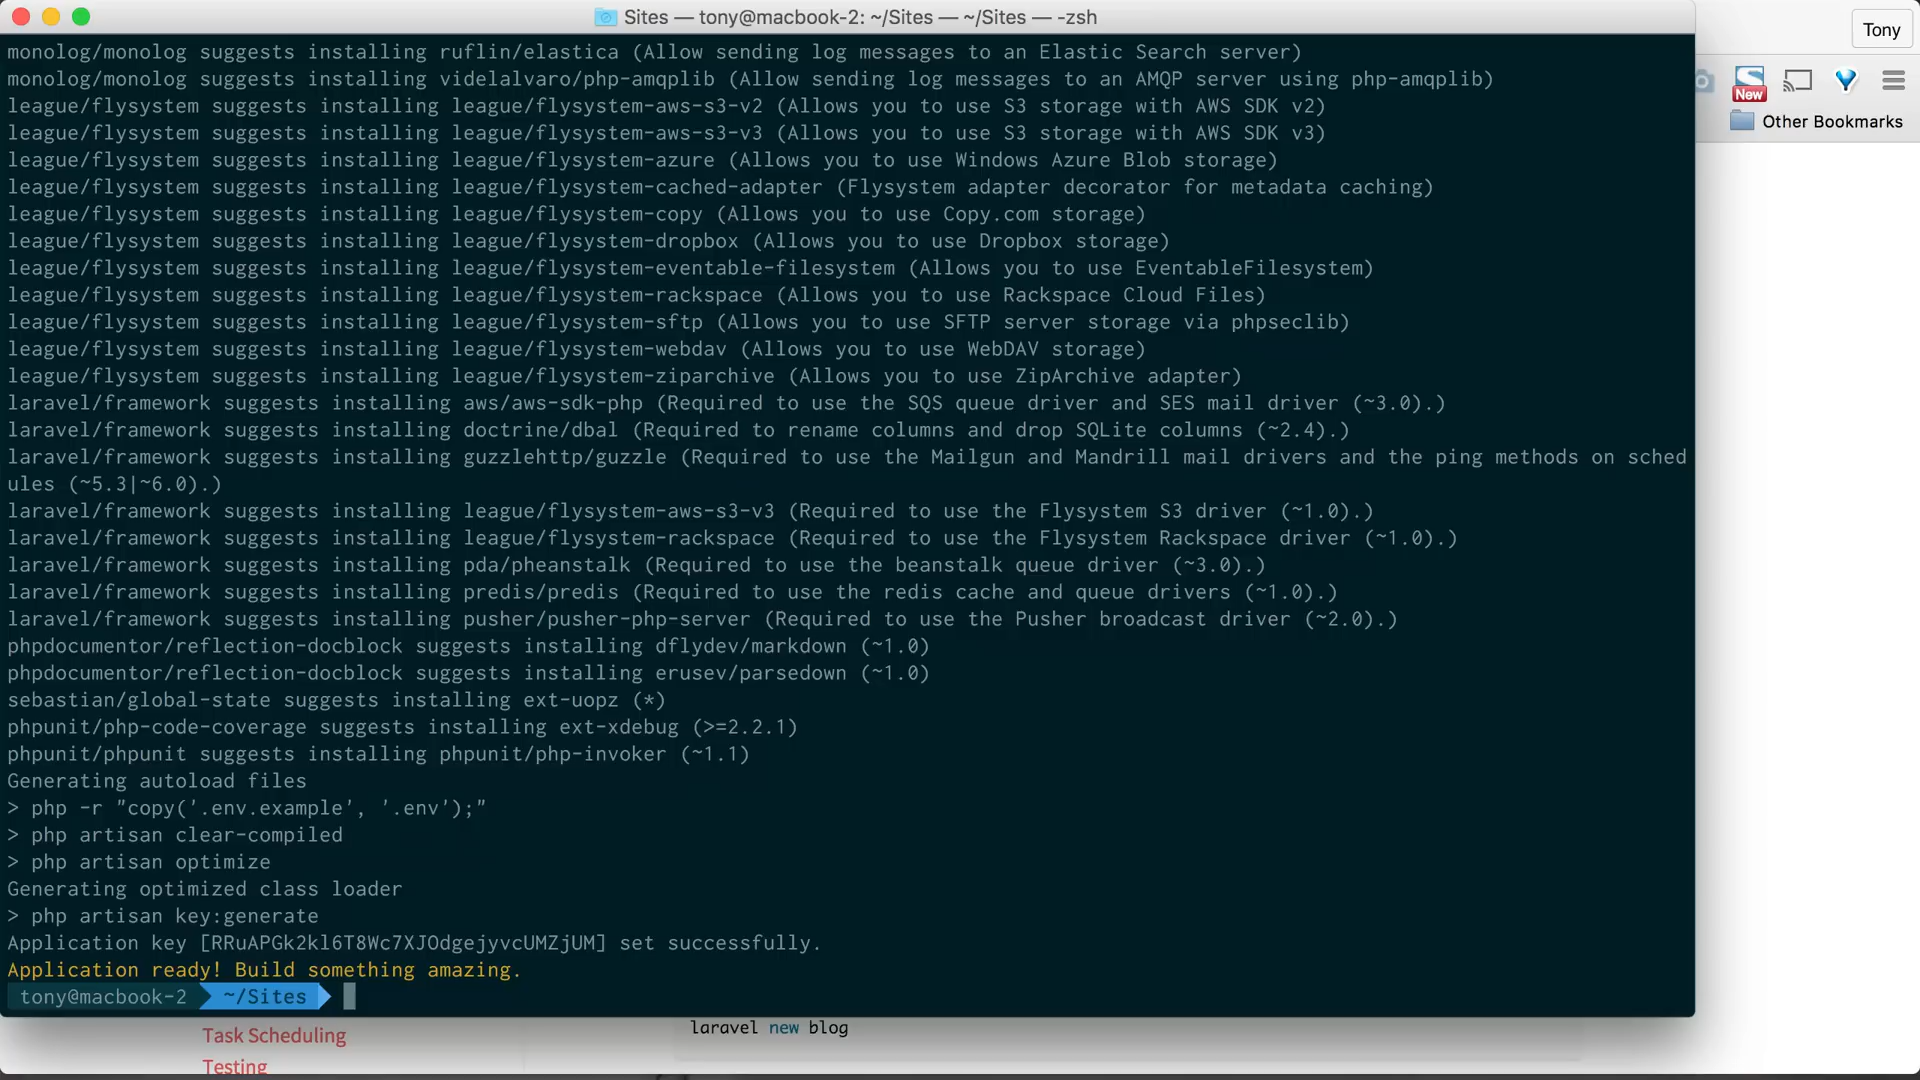 Sites — tony@macbook-2: ~/Sites — ~/Sites — -zsh
Tony
New
Other Bookmarks
monolog/monolog suggests installing ruflin/elastica (Allow sending log messages to an Elastic Search server)
monolog/monolog suggests installing videlalvaro/php-amqplib (Allow sending log messages to an AMQP server using php-amqplib)
league/flysystem suggests installing league/flysystem-aws-s3-v2 (Allows you to use S3 storage with AWS SDK v2)
league/flysystem suggests installing league/flysystem-aws-s3-v3 (Allows you to use S3 storage with AWS SDK v3)
league/flysystem suggests installing league/flysystem-azure (Allows you to use Windows Azure Blob storage)
league/flysystem suggests installing league/flysystem-cached-adapter (Flysystem adapter decorator for metadata caching)
league/flysystem suggests installing league/flysystem-copy (Allows you to use Copy.com storage)
league/flysystem suggests installing league/flysystem-dropbox (Allows you to use Dropbox storage)
league/flysystem suggests installing league/flysystem-eventable-filesystem (Allows you to use EventableFilesystem)
league/flysystem suggests installing league/flysystem-rackspace (Allows you to use Rackspace Cloud Files)
league/flysystem suggests installing league/flysystem-sftp (Allows you to use SFTP server storage via phpseclib)
league/flysystem suggests installing league/flysystem-webdav (Allows you to use WebDAV storage)
league/flysystem suggests installing league/flysystem-ziparchive (Allows you to use ZipArchive adapter)
laravel/framework suggests installing aws/aws-sdk-php (Required to use the SQS queue driver and SES mail driver (~3.0).)
laravel/framework suggests installing doctrine/dbal (Required to rename columns and drop SQLite columns (~2.4).)
laravel/framework suggests installing guzzlehttp/guzzle (Required to use the Mailgun and Mandrill mail drivers and the ping methods on sched
ules (~5.3|~6.0).)
laravel/framework suggests installing league/flysystem-aws-s3-v3 (Required to use the Flysystem S3 driver (~1.0).)
laravel/framework suggests installing league/flysystem-rackspace (Required to use the Flysystem Rackspace driver (~1.0).)
laravel/framework suggests installing pda/pheanstalk (Required to use the beanstalk queue driver (~3.0).)
laravel/framework suggests installing predis/predis (Required to use the redis cache and queue drivers (~1.0).)
laravel/framework suggests installing pusher/pusher-php-server (Required to use the Pusher broadcast driver (~2.0).)
phpdocumentor/reflection-docblock suggests installing dflydev/markdown (~1.0)
phpdocumentor/reflection-docblock suggests installing erusev/parsedown (~1.0)
sebastian/global-state suggests installing ext-uopz (*)
phpunit/php-code-coverage suggests installing ext-xdebug (>=2.2.1)
phpunit/phpunit suggests installing phpunit/php-invoker (~1.1)
Generating autoload files
> php -r "copy('.env.example', '.env');"
> php artisan clear-compiled
> php artisan optimize
Generating optimized class loader
> php artisan key:generate
Application key [RRuAPGk2kl6T8Wc7XJOdgejyvcUMZjUM] set successfully.
Application ready! Build something amazing.
tony@macbook-2 ~/Sites
Task Scheduling
laravel new blog
Testing